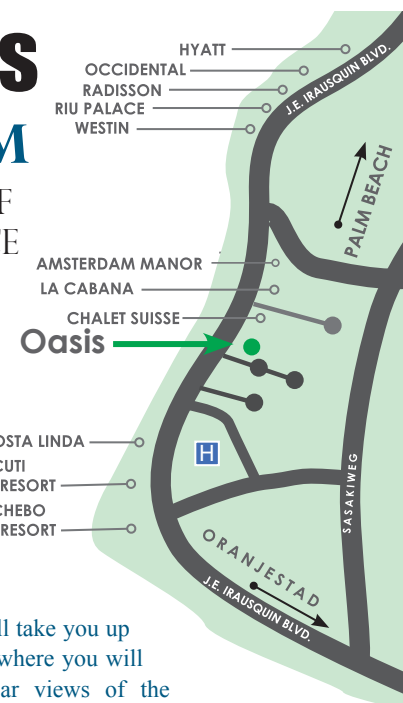 S
M
F
TE
HYATT
OCCIDENTAL
RADISSON
RIU PALACE
WESTIN
J.E. IRAUSQUIN BLVD.
PALM BEACH
AMSTERDAM MANOR
LA CABANA
CHALET SUISSE
Oasis
OSTA LINDA
CUTI
RESORT
CHEBO
RESORT
H
SASAKIWEG
ORANJESTAD
J.E. IRAUSQUIN BLVD.
ll take you up
where you will
ar views of the